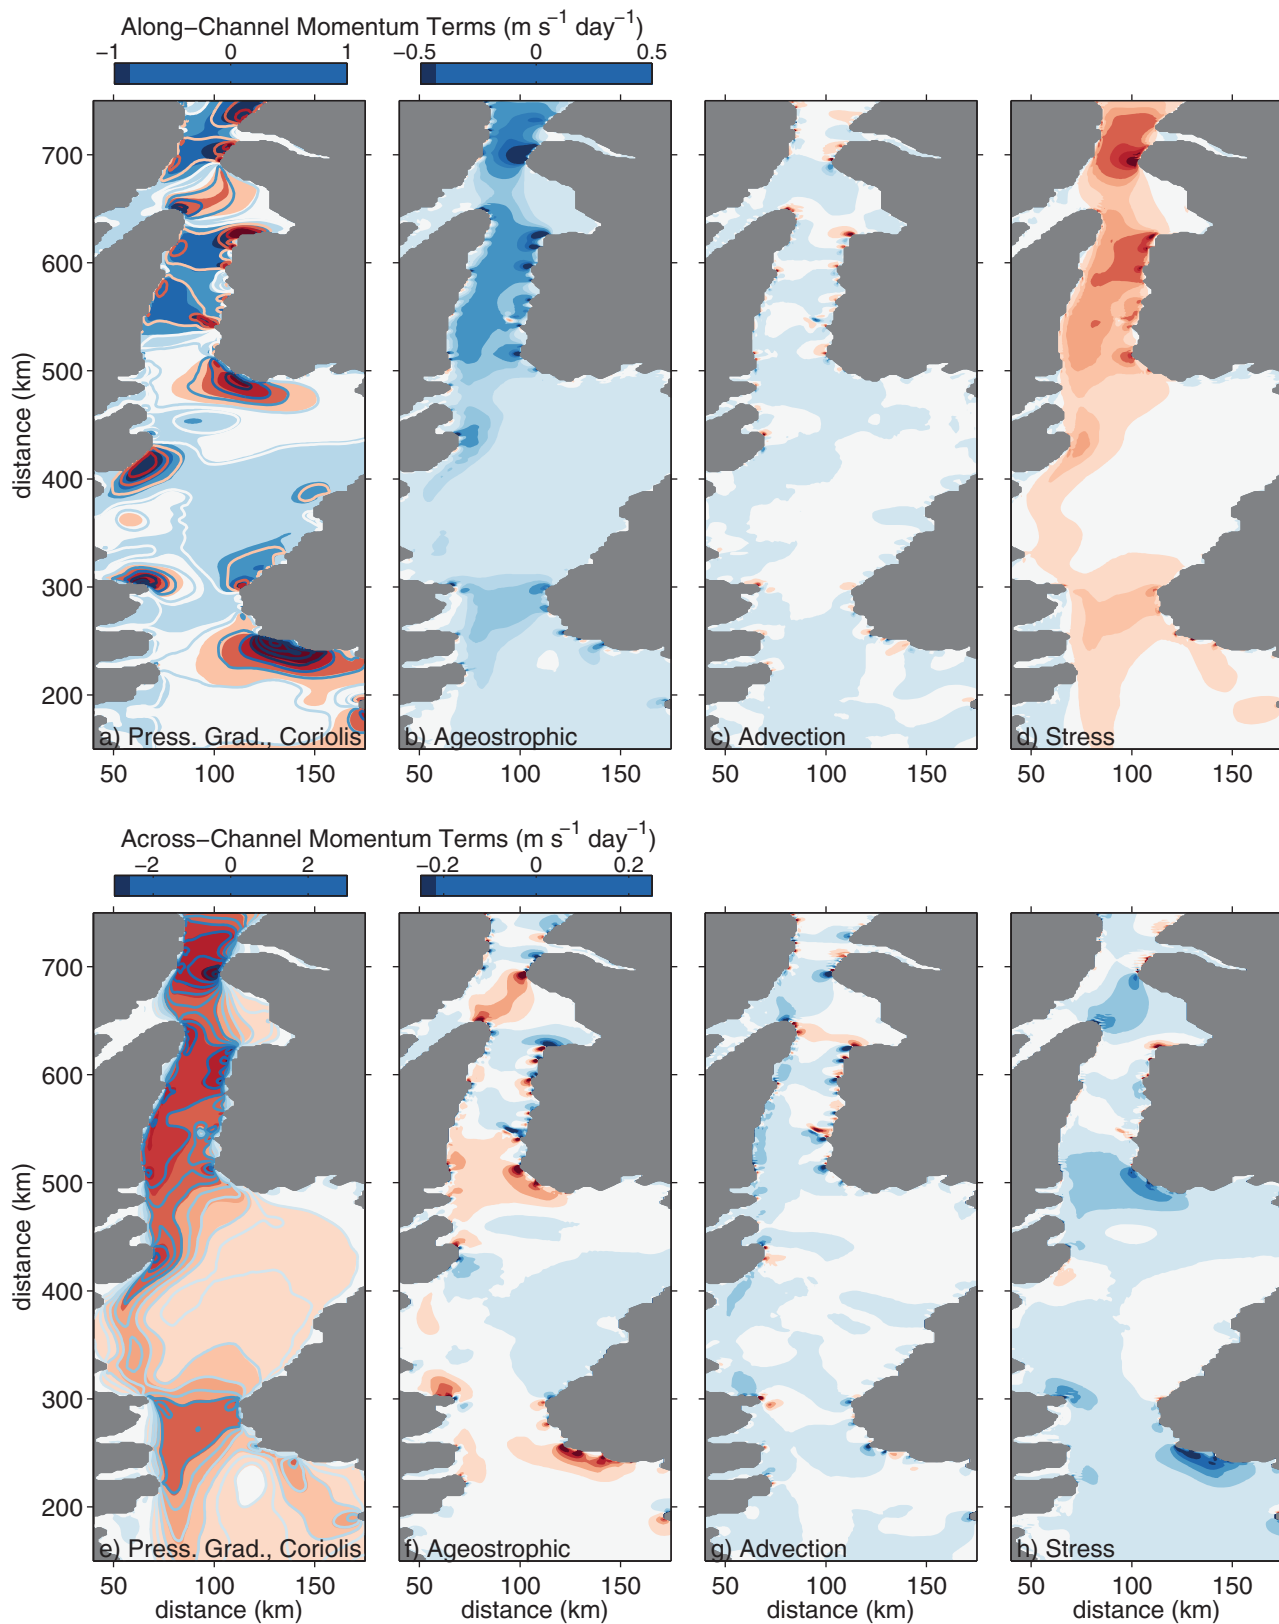 Along−Channel Momentum Terms (m s⁻¹ day⁻¹)
−1 0 1 −0.5 0 0.5
700
600
500
400
300
200
distance (km)
a) Press. Grad., Coriolis b) Ageostrophic c) Advection d) Stress
50 100 150 50 100 150 50 100 150 50 100 150
Across−Channel Momentum Terms (m s⁻¹ day⁻¹)
−2 0 2 −0.2 0 0.2
700
600
500
400
300
200
distance (km)
e) Press. Grad., Coriolis f) Ageostrophic g) Advection h) Stress
50 100 150 50 100 150 50 100 150 50 100 150
distance (km) distance (km) distance (km) distance (km)